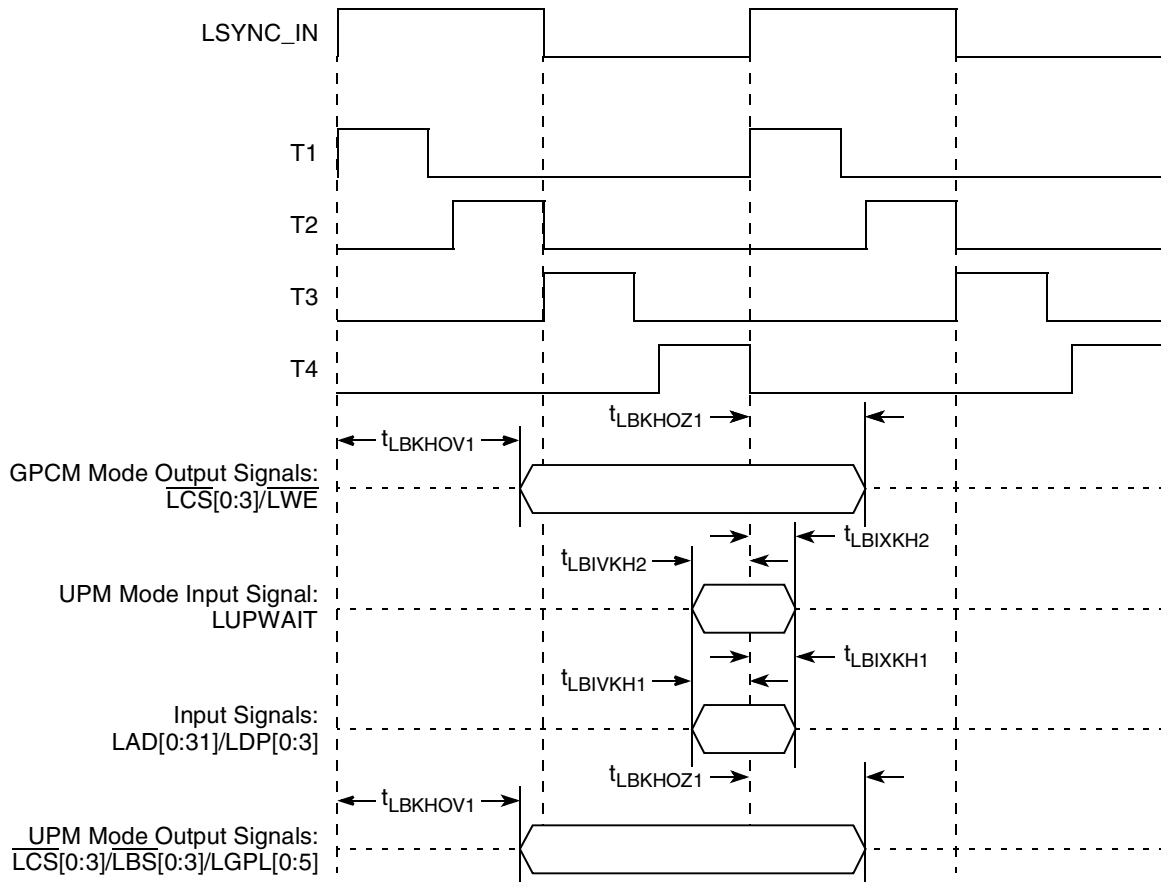 LSYNC_IN
T1
T2
T3
T4
tLBKHOZ1
tLBKHOV1
GPCM Mode Output Signals:
LCS[0:3]/LWE
tLBIXKH2
tLBIVKH2
UPM Mode Input Signal:
LUPWAIT
tLBIXKH1
tLBIVKH1
Input Signals:
LAD[0:31]/LDP[0:3]
tLBKHOZ1
tLBKHOV1
UPM Mode Output Signals:
LCS[0:3]/LBS[0:3]/LGPL[0:5]